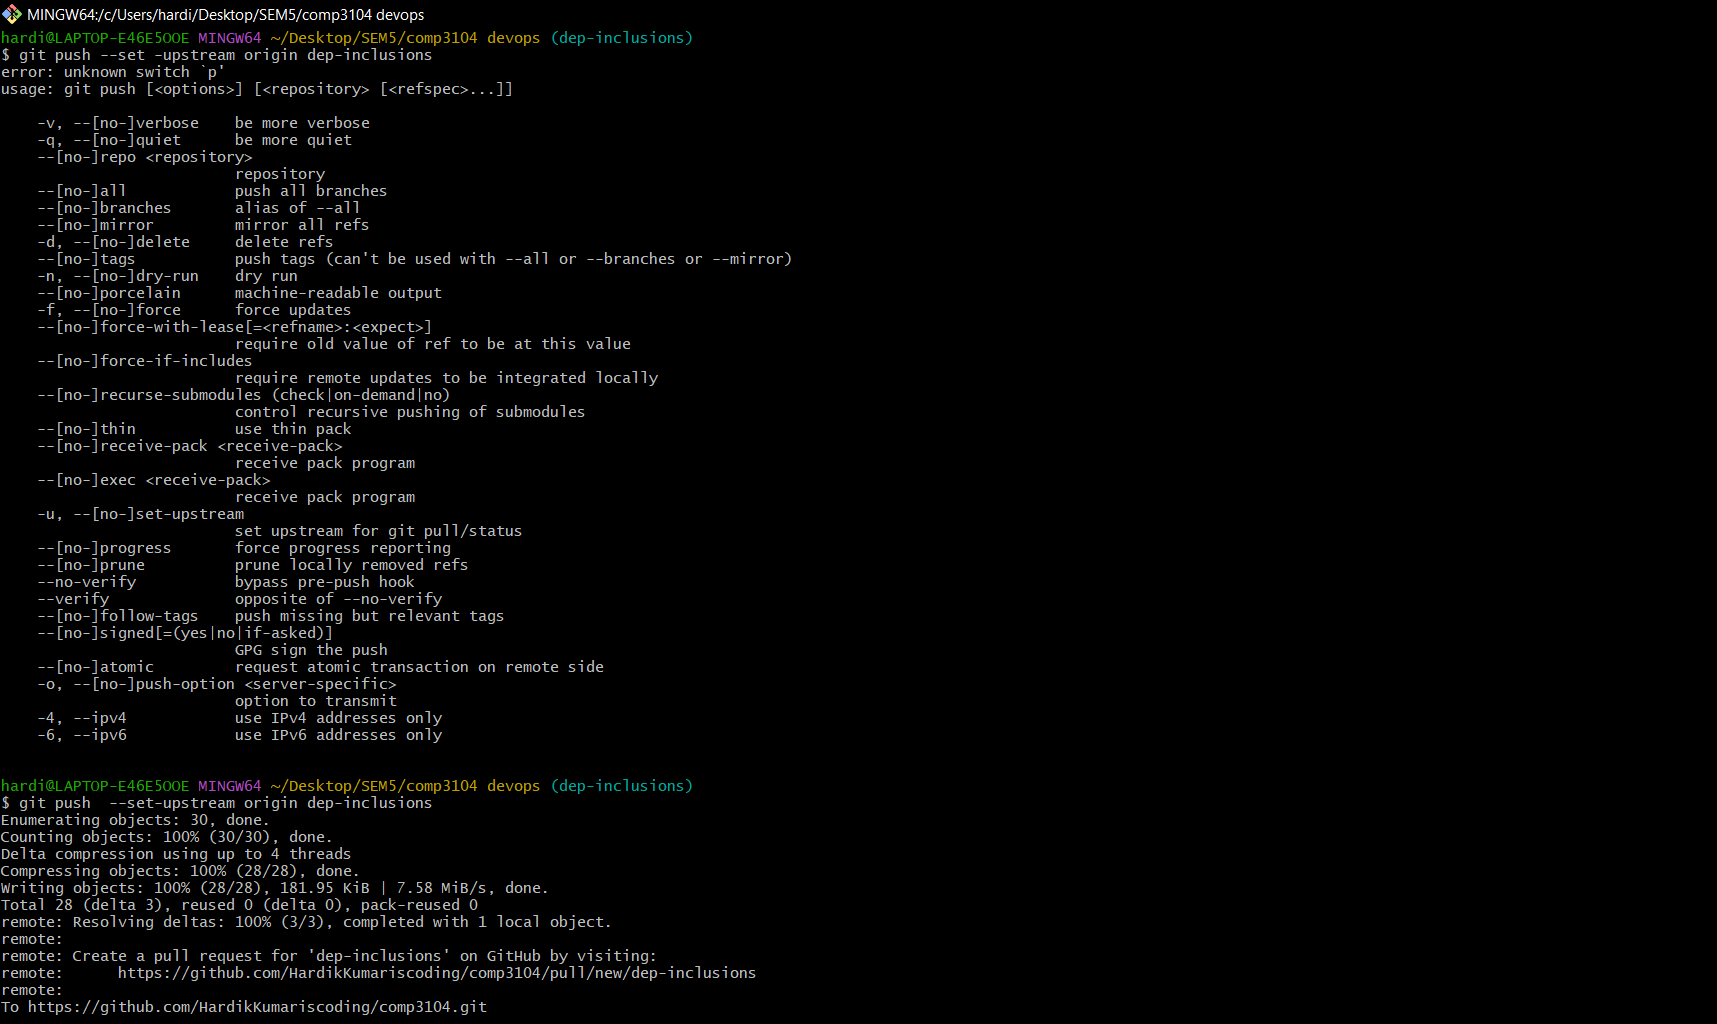 MINGW64:/c/Users/hardi/Desktop/SEM5/comp3104 devops
hardi@LAPTOP-E46E5OOE MINGW64 ~/Desktop/SEM5/comp3104 devops (dep-inclusions)
$ git push --set -upstream origin dep-inclusions
error: unknown switch `p'
usage: git push [<options>] [<repository> [<refspec>...]]

    -v, --[no-]verbose    be more verbose
    -q, --[no-]quiet      be more quiet
    --[no-]repo <repository>
                          repository
    --[no-]all            push all branches
    --[no-]branches       alias of --all
    --[no-]mirror         mirror all refs
    -d, --[no-]delete     delete refs
    --[no-]tags           push tags (can't be used with --all or --branches or --mirror)
    -n, --[no-]dry-run    dry run
    --[no-]porcelain      machine-readable output
    -f, --[no-]force      force updates
    --[no-]force-with-lease[=<refname>:<expect>]
                          require old value of ref to be at this value
    --[no-]force-if-includes
                          require remote updates to be integrated locally
    --[no-]recurse-submodules (check|on-demand|no)
                          control recursive pushing of submodules
    --[no-]thin           use thin pack
    --[no-]receive-pack <receive-pack>
                          receive pack program
    --[no-]exec <receive-pack>
                          receive pack program
    -u, --[no-]set-upstream
                          set upstream for git pull/status
    --[no-]progress       force progress reporting
    --[no-]prune          prune locally removed refs
    --no-verify           bypass pre-push hook
    --verify              opposite of --no-verify
    --[no-]follow-tags    push missing but relevant tags
    --[no-]signed[=(yes|no|if-asked)]
                          GPG sign the push
    --[no-]atomic         request atomic transaction on remote side
    -o, --[no-]push-option <server-specific>
                          option to transmit
    -4, --ipv4            use IPv4 addresses only
    -6, --ipv6            use IPv6 addresses only

hardi@LAPTOP-E46E5OOE MINGW64 ~/Desktop/SEM5/comp3104 devops (dep-inclusions)
$ git push  --set-upstream origin dep-inclusions
Enumerating objects: 30, done.
Counting objects: 100% (30/30), done.
Delta compression using up to 4 threads
Compressing objects: 100% (28/28), done.
Writing objects: 100% (28/28), 181.95 KiB | 7.58 MiB/s, done.
Total 28 (delta 3), reused 0 (delta 0), pack-reused 0
remote: Resolving deltas: 100% (3/3), completed with 1 local object.
remote:
remote: Create a pull request for 'dep-inclusions' on GitHub by visiting:
remote:      https://github.com/HardikKumariscoding/comp3104/pull/new/dep-inclusions
remote:
To https://github.com/HardikKumariscoding/comp3104.git